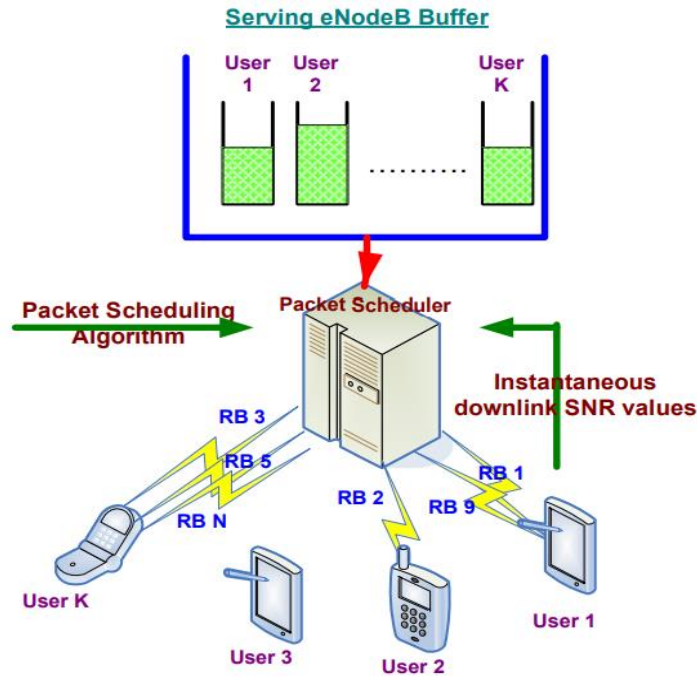 Serving eNodeB Buffer
User
1
User
2
User
K
Packet Scheduler
Packet Scheduling
Algorithm
Instantaneous
downlink SNR values
RB 3
RB 5
RB N
RB 2
RB 1
RB 9
User K
User 3
User 2
User 1